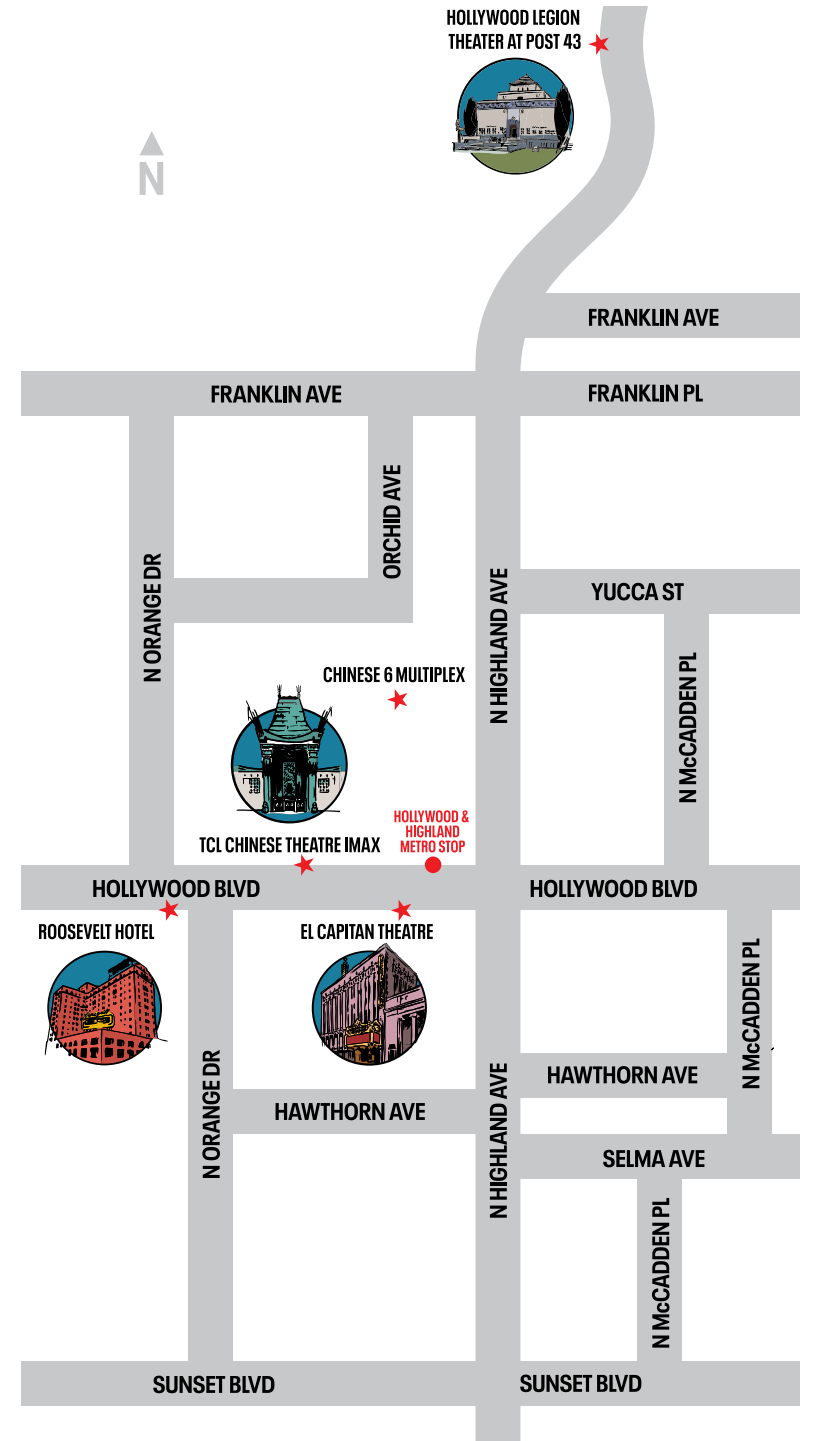 HOLLYWOOD LEGION
THEATER AT POST 43
N
FRANKLIN AVE
FRANKLIN AVE
FRANKLIN PL
ORCHID AVE
N ORANGE DR
N HIGHLAND AVE
YUCCA ST
N McCADDEN PL
CHINESE 6 MULTIPLEX
TCL CHINESE THEATRE IMAX
HOLLYWOOD &
HIGHLAND
METRO STOP
HOLLYWOOD BLVD
HOLLYWOOD BLVD
ROOSEVELT HOTEL
EL CAPITAN THEATRE
N McCADDEN PL
N ORANGE DR
N HIGHLAND AVE
HAWTHORN AVE
HAWTHORN AVE
SELMA AVE
N McCADDEN PL
SUNSET BLVD
SUNSET BLVD